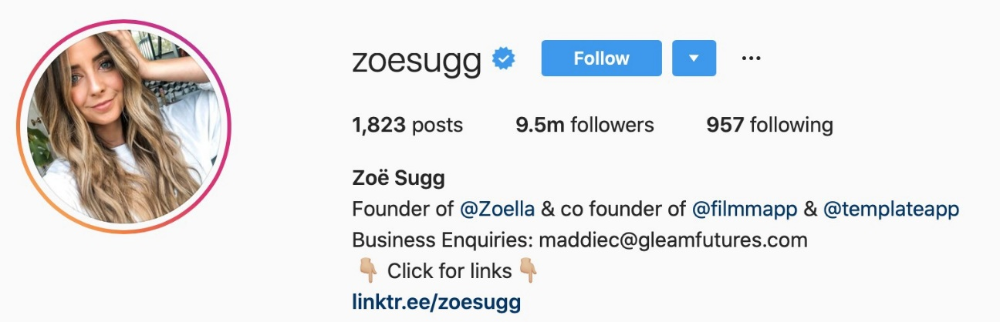 zoesugg Follow
1,823 posts 9.5m followers 957 following
Zoë Sugg
Founder of @Zoella & co founder of @filmmapp & @templateapp
Business Enquiries: maddiec@gleamfutures.com
👇🏼 Click for links 👇🏼
linktr.ee/zoesugg